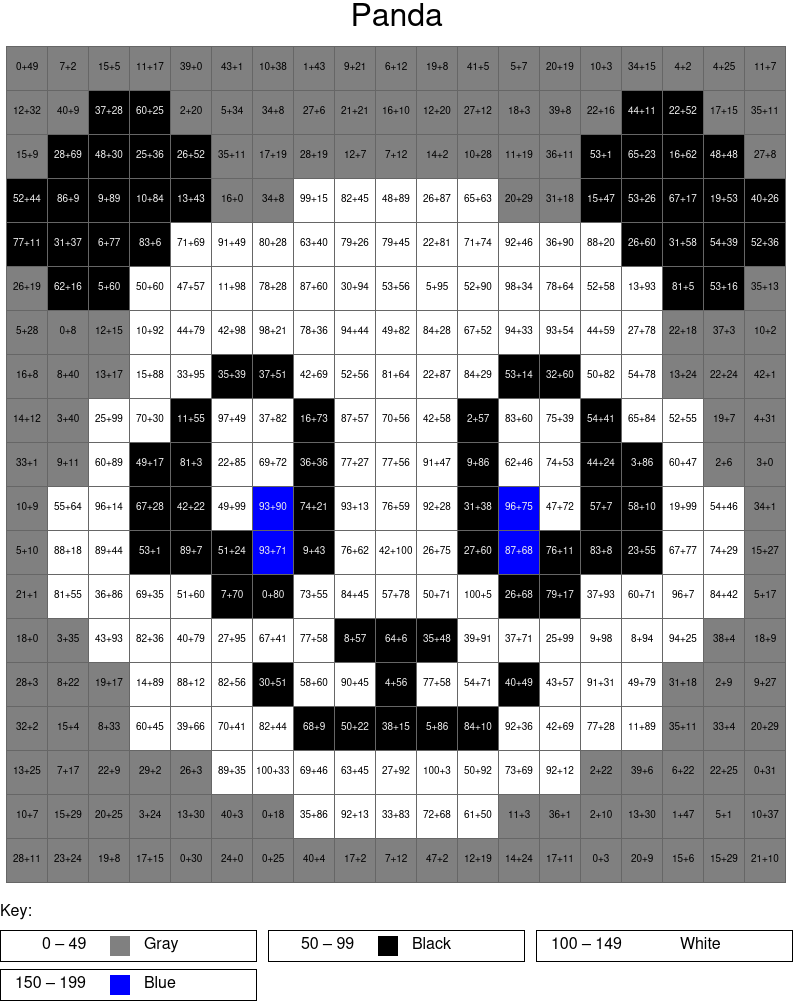 Panda
0+49 7+2 15+5 11+17 39+0 43+1 10+38 1+43 9+21 6+12 19+8 41+5 5+7 20+19 10+3 34+15 4+2 4+25 11+7
12+32 40+9 37+28 60+25 2+20 5+34 34+8 27+6 21+21 16+10 12+20 27+12 18+3 39+8 22+16 44+11 22+52 17+15 35+11
15+9 28+69 48+30 25+36 26+52 35+11 17+19 28+19 12+7 7+12 14+2 10+28 11+19 36+11 53+1 65+23 16+62 48+48 27+8
52+44 86+9 9+89 10+84 13+43 16+0 34+8 99+15 82+45 48+89 26+87 65+63 20+29 31+18 15+47 53+26 67+17 19+53 40+26
77+11 31+37 6+77 83+6 71+69 91+49 80+28 63+40 79+26 79+45 22+81 71+74 92+46 36+90 88+20 26+60 31+58 54+39 52+36
26+19 62+16 5+60 50+60 47+57 11+98 78+28 87+60 30+94 53+56 5+95 52+90 98+34 78+64 52+58 13+93 81+5 53+16 35+13
5+28 0+8 12+15 10+92 44+79 42+98 98+21 78+36 94+44 49+82 84+28 67+52 94+33 93+54 44+59 27+78 22+18 37+3 10+2
16+8 8+40 13+17 15+88 33+95 35+39 37+51 42+69 52+56 81+64 22+87 84+29 53+14 32+60 50+82 54+78 13+24 22+24 42+1
14+12 3+40 25+99 70+30 11+55 97+49 37+82 16+73 87+57 70+56 42+58 2+57 83+60 75+39 54+41 65+84 52+55 19+7 4+31
33+1 9+11 60+89 49+17 81+3 22+85 69+72 36+36 77+27 77+56 91+47 9+86 62+46 74+53 44+24 3+86 60+47 2+6 3+0
10+9 55+64 96+14 67+28 42+22 49+99 93+90 74+21 93+13 76+59 92+28 31+38 96+75 47+72 57+7 58+10 19+99 54+46 34+1
5+10 88+18 89+44 53+1 89+7 51+24 93+71 9+43 76+62 42+100 26+75 27+60 87+68 76+11 83+8 23+55 67+77 74+29 15+27
21+1 81+55 36+86 69+35 51+60 7+70 0+80 73+55 84+45 57+78 50+71 100+5 26+68 79+17 37+93 60+71 96+7 84+42 5+17
18+0 3+35 43+93 82+36 40+79 27+95 67+41 77+58 8+57 64+6 35+48 39+91 37+71 25+99 9+98 8+94 94+25 38+4 18+9
28+3 8+22 19+17 14+89 88+12 82+56 30+51 58+60 90+45 4+56 77+58 54+71 40+49 43+57 91+31 49+79 31+18 2+9 9+27
32+2 15+4 8+33 60+45 39+66 70+41 82+44 68+9 50+22 38+15 5+86 84+10 92+36 42+69 77+28 11+89 35+11 33+4 20+29
13+25 7+17 22+9 29+2 26+3 89+35 100+33 69+46 63+45 27+92 100+3 50+92 73+69 92+12 2+22 39+6 6+22 22+25 0+31
10+7 15+29 20+25 3+24 13+30 40+3 0+18 35+86 92+13 33+83 72+68 61+50 11+3 36+1 2+10 13+30 1+47 5+1 10+37
28+11 23+24 19+8 17+15 0+30 24+0 0+25 40+4 17+2 7+12 47+2 12+19 14+24 17+11 0+3 20+9 15+6 15+29 21+10
Key:
0 – 49 Gray 50 – 99 Black 100 – 149 White
150 – 199 Blue